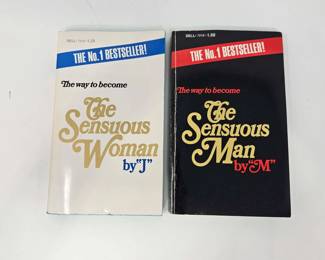 THE No. 1 BESTSELLER!
The way to become
The
Sensuous
Woman
by "J"
DELL
THE No. 1 BESTSELLER!
The way to become
The
Sensuous
Man
by "M"